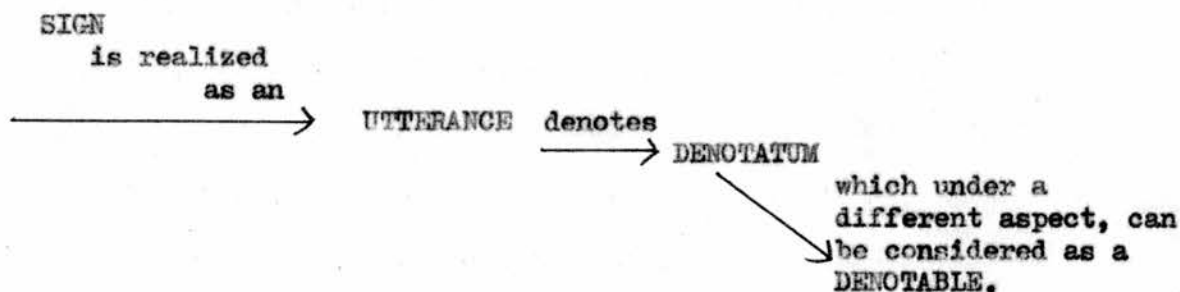 SIGN
is realized
as an
UTTERANCE denotes
DENOTATUM
which under a
different aspect, can
be considered as a
DENOTABLE.